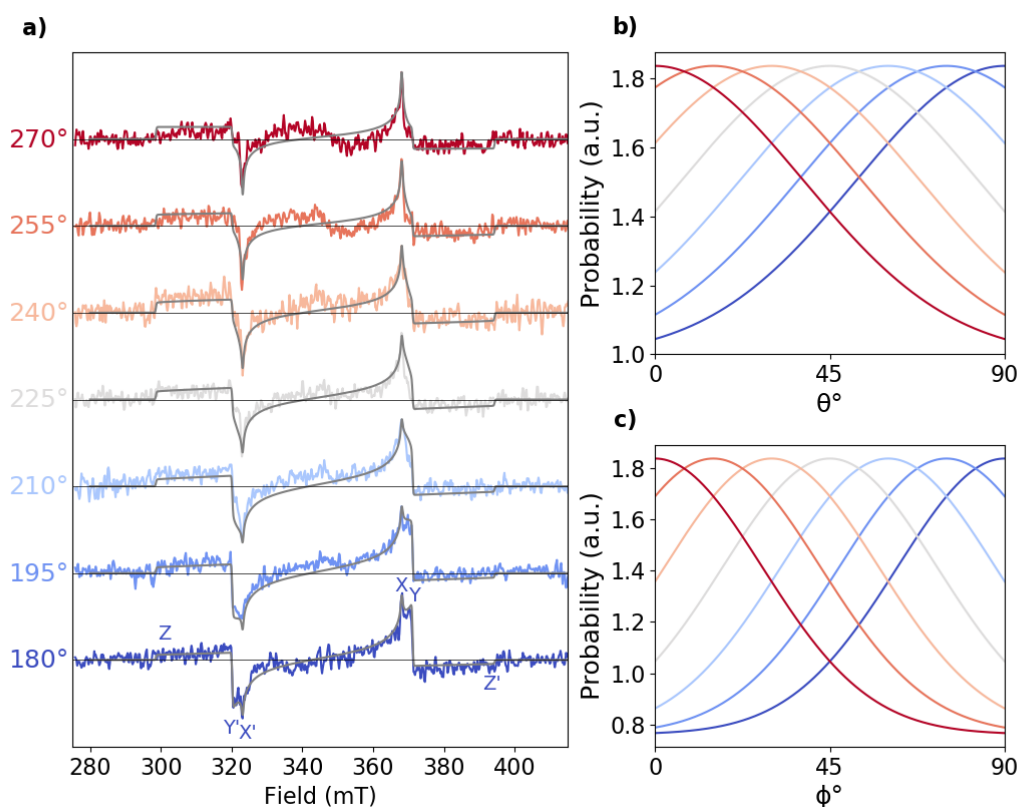 a)
270°
255°
240°
225°
210°
195°
180°
Z
X
Y
Z'
Y'
X'
280 300 320 340 360 380 400
Field (mT)
b)
Probability (a.u.)
1.8
1.6
1.4
1.2
1.0
0 45 90
θ°
c)
Probability (a.u.)
1.8
1.6
1.4
1.2
1.0
0.8
0 45 90
ϕ°